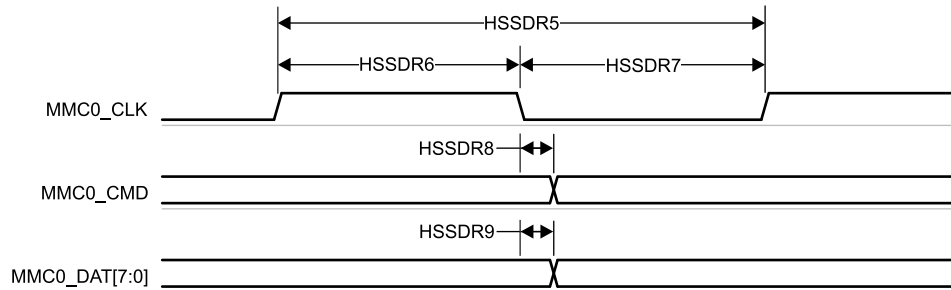 HSSDR5
HSSDR6 HSSDR7
MMC0_CLK
HSSDR8
MMC0_CMD
HSSDR9
MMC0_DAT[7:0]